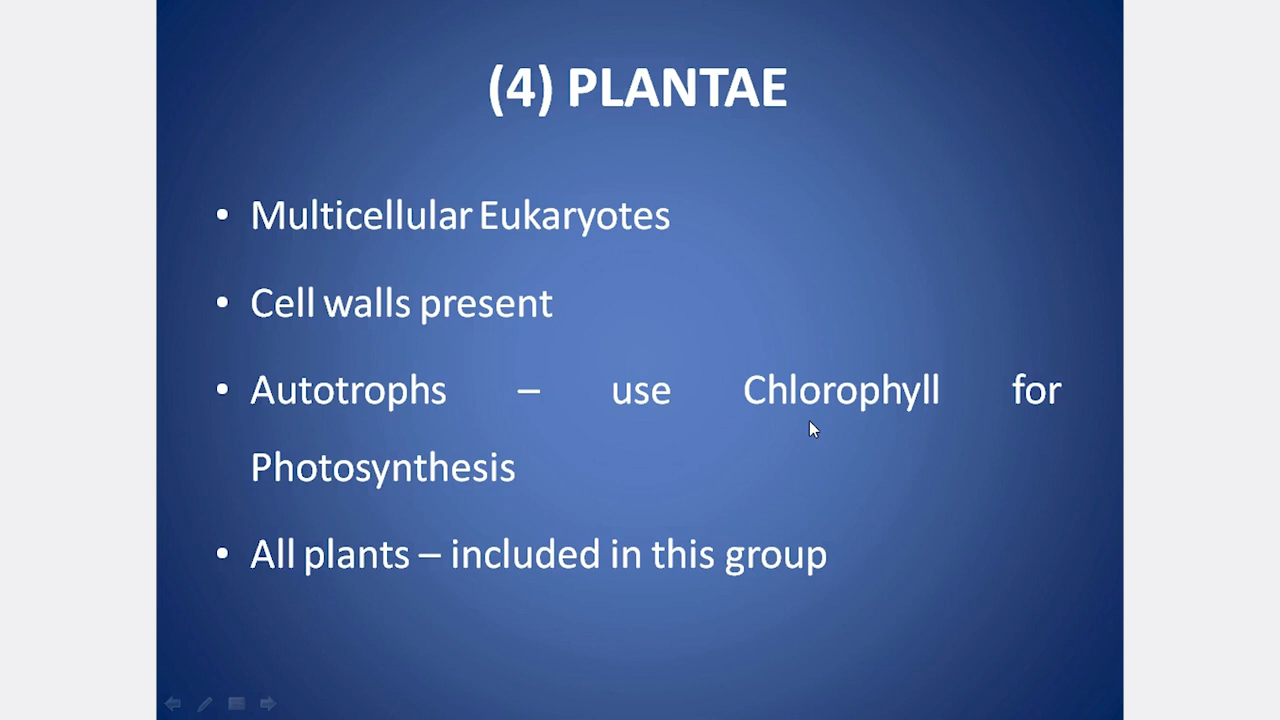 (4) PLANTAE
• Multicellular Eukaryotes
• Cell walls present
• Autotrophs – use Chlorophyll for
Photosynthesis
• All plants – included in this group